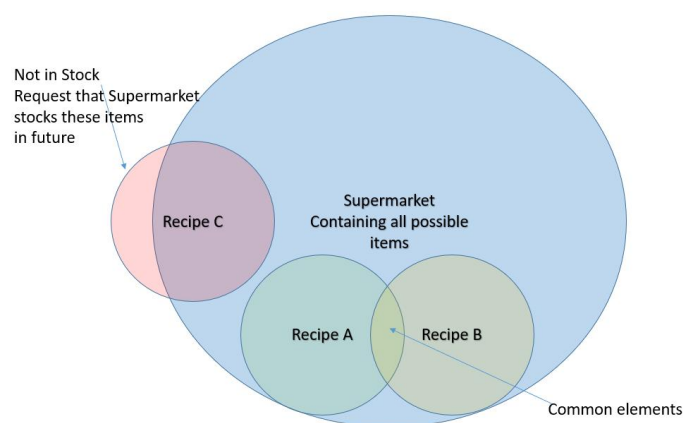 Not in Stock
Request that Supermarket
stocks these items
in future
Supermarket
Containing all possible
items
Recipe C
Recipe A
Recipe B
Common elements